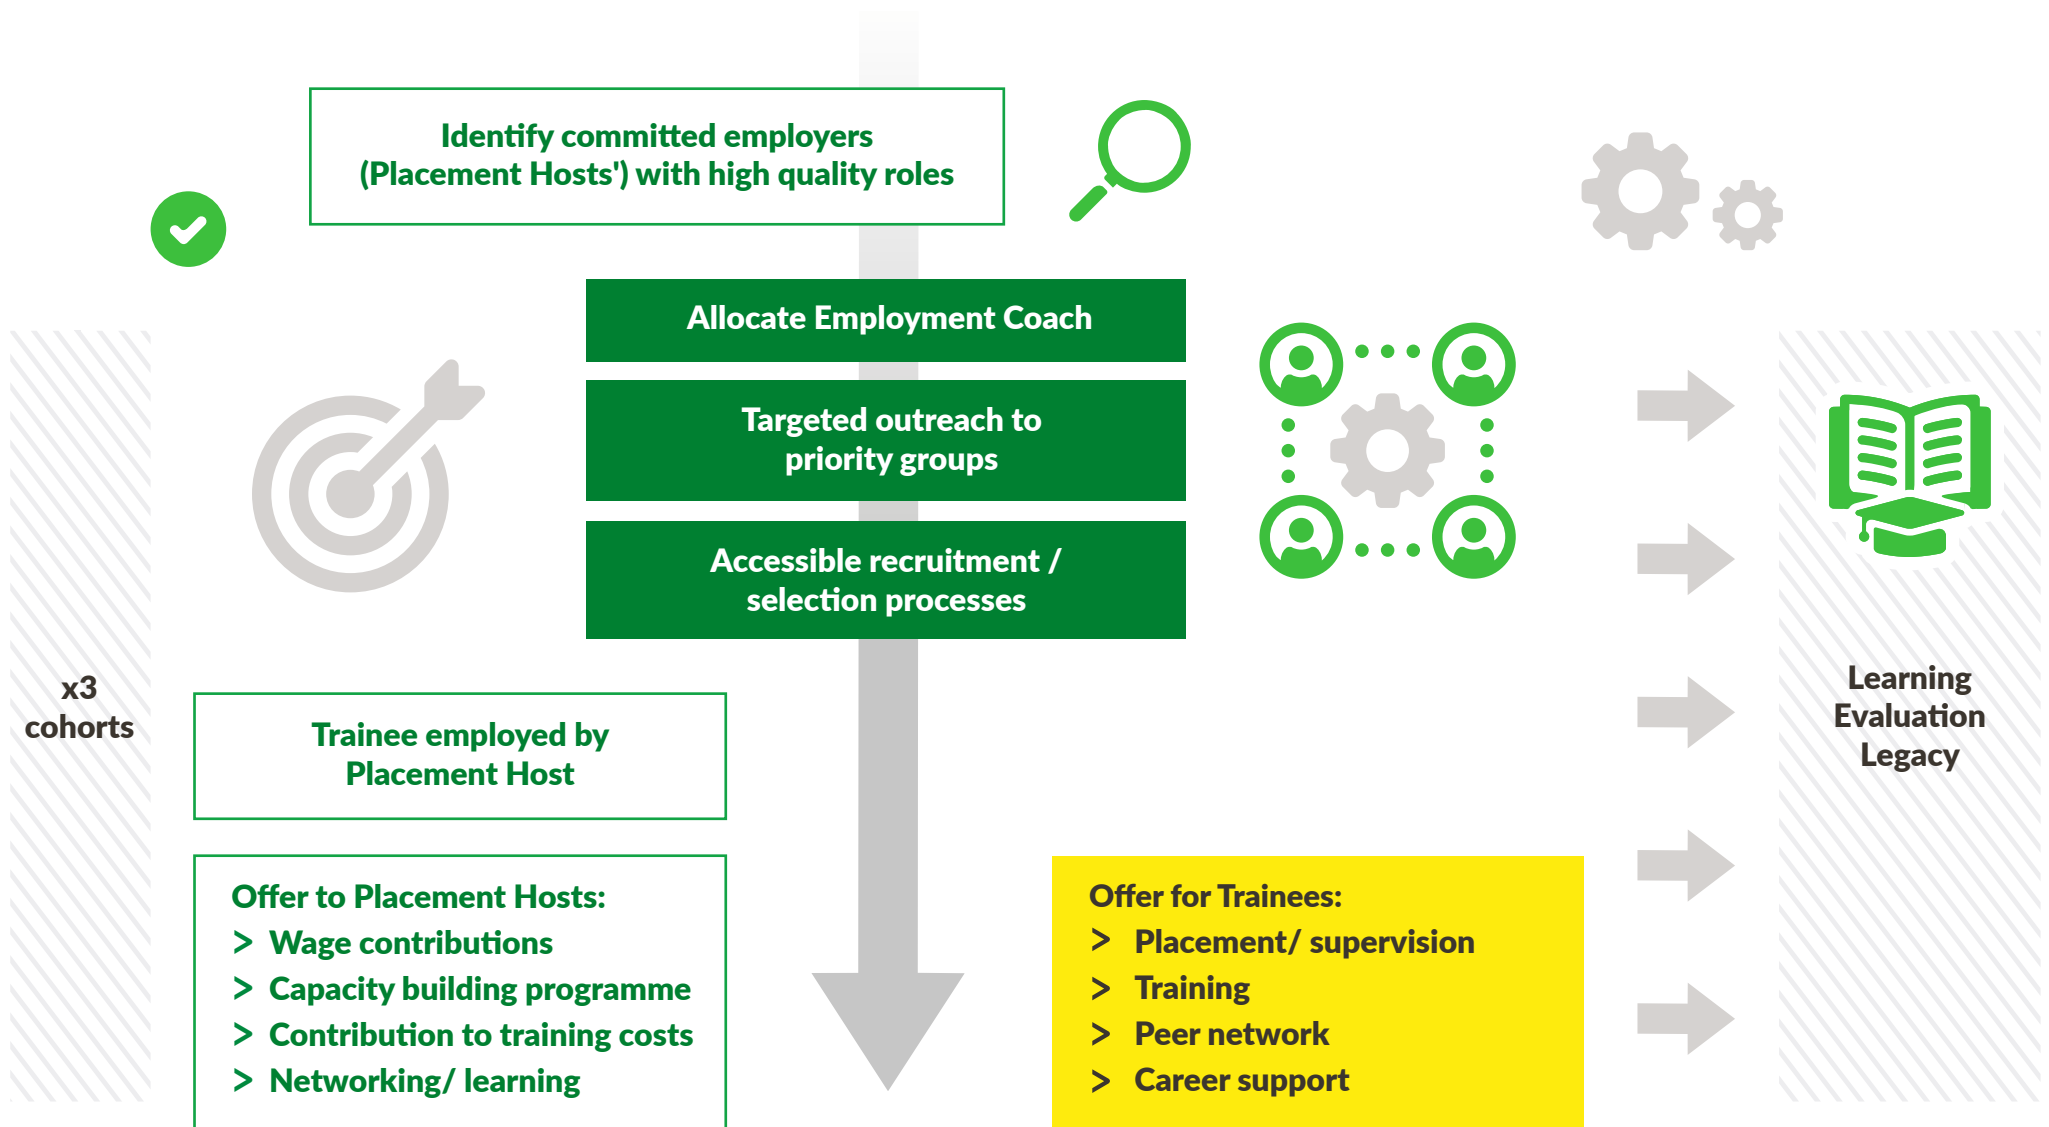 Identify committed employers
(Placement Hosts') with high quality roles
Allocate Employment Coach
Targeted outreach to
priority groups
Accessible recruitment /
selection processes
x3
cohorts
Trainee employed by
Placement Host
Offer to Placement Hosts:
> Wage contributions
> Capacity building programme
> Contribution to training costs
> Networking/ learning
Offer for Trainees:
> Placement/ supervision
> Training
> Peer network
> Career support
Learning
Evaluation
Legacy